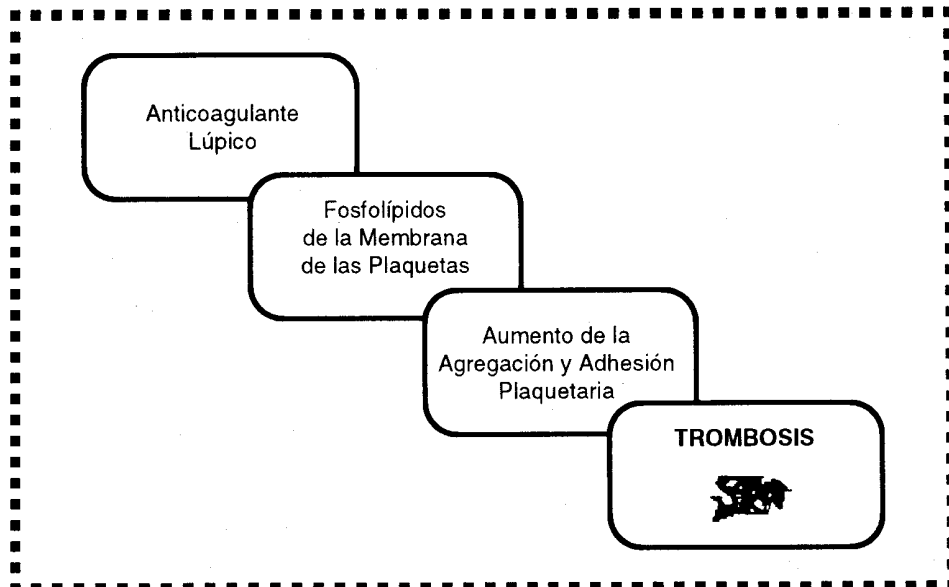 Anticoagulante
Lúpico
Fosfolípidos
de la Membrana
de las Plaquetas
Aumento de la
Agregación y Adhesión
Plaquetaria
TROMBOSIS